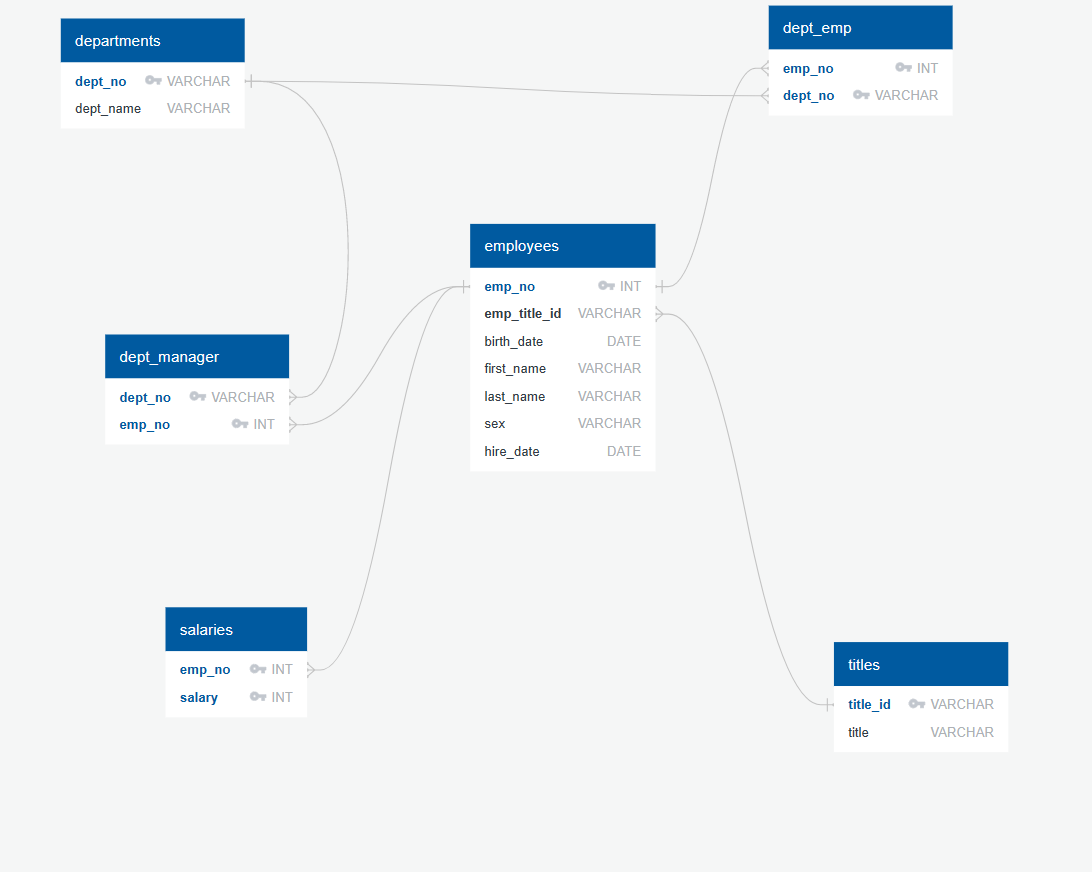 departments
dept_no VARCHAR
dept_name VARCHAR
dept_emp
emp_no INT
dept_no VARCHAR
employees
emp_no INT
emp_title_id VARCHAR
birth_date DATE
first_name VARCHAR
last_name VARCHAR
sex VARCHAR
hire_date DATE
dept_manager
dept_no VARCHAR
emp_no INT
salaries
emp_no INT
salary INT
titles
title_id VARCHAR
title VARCHAR